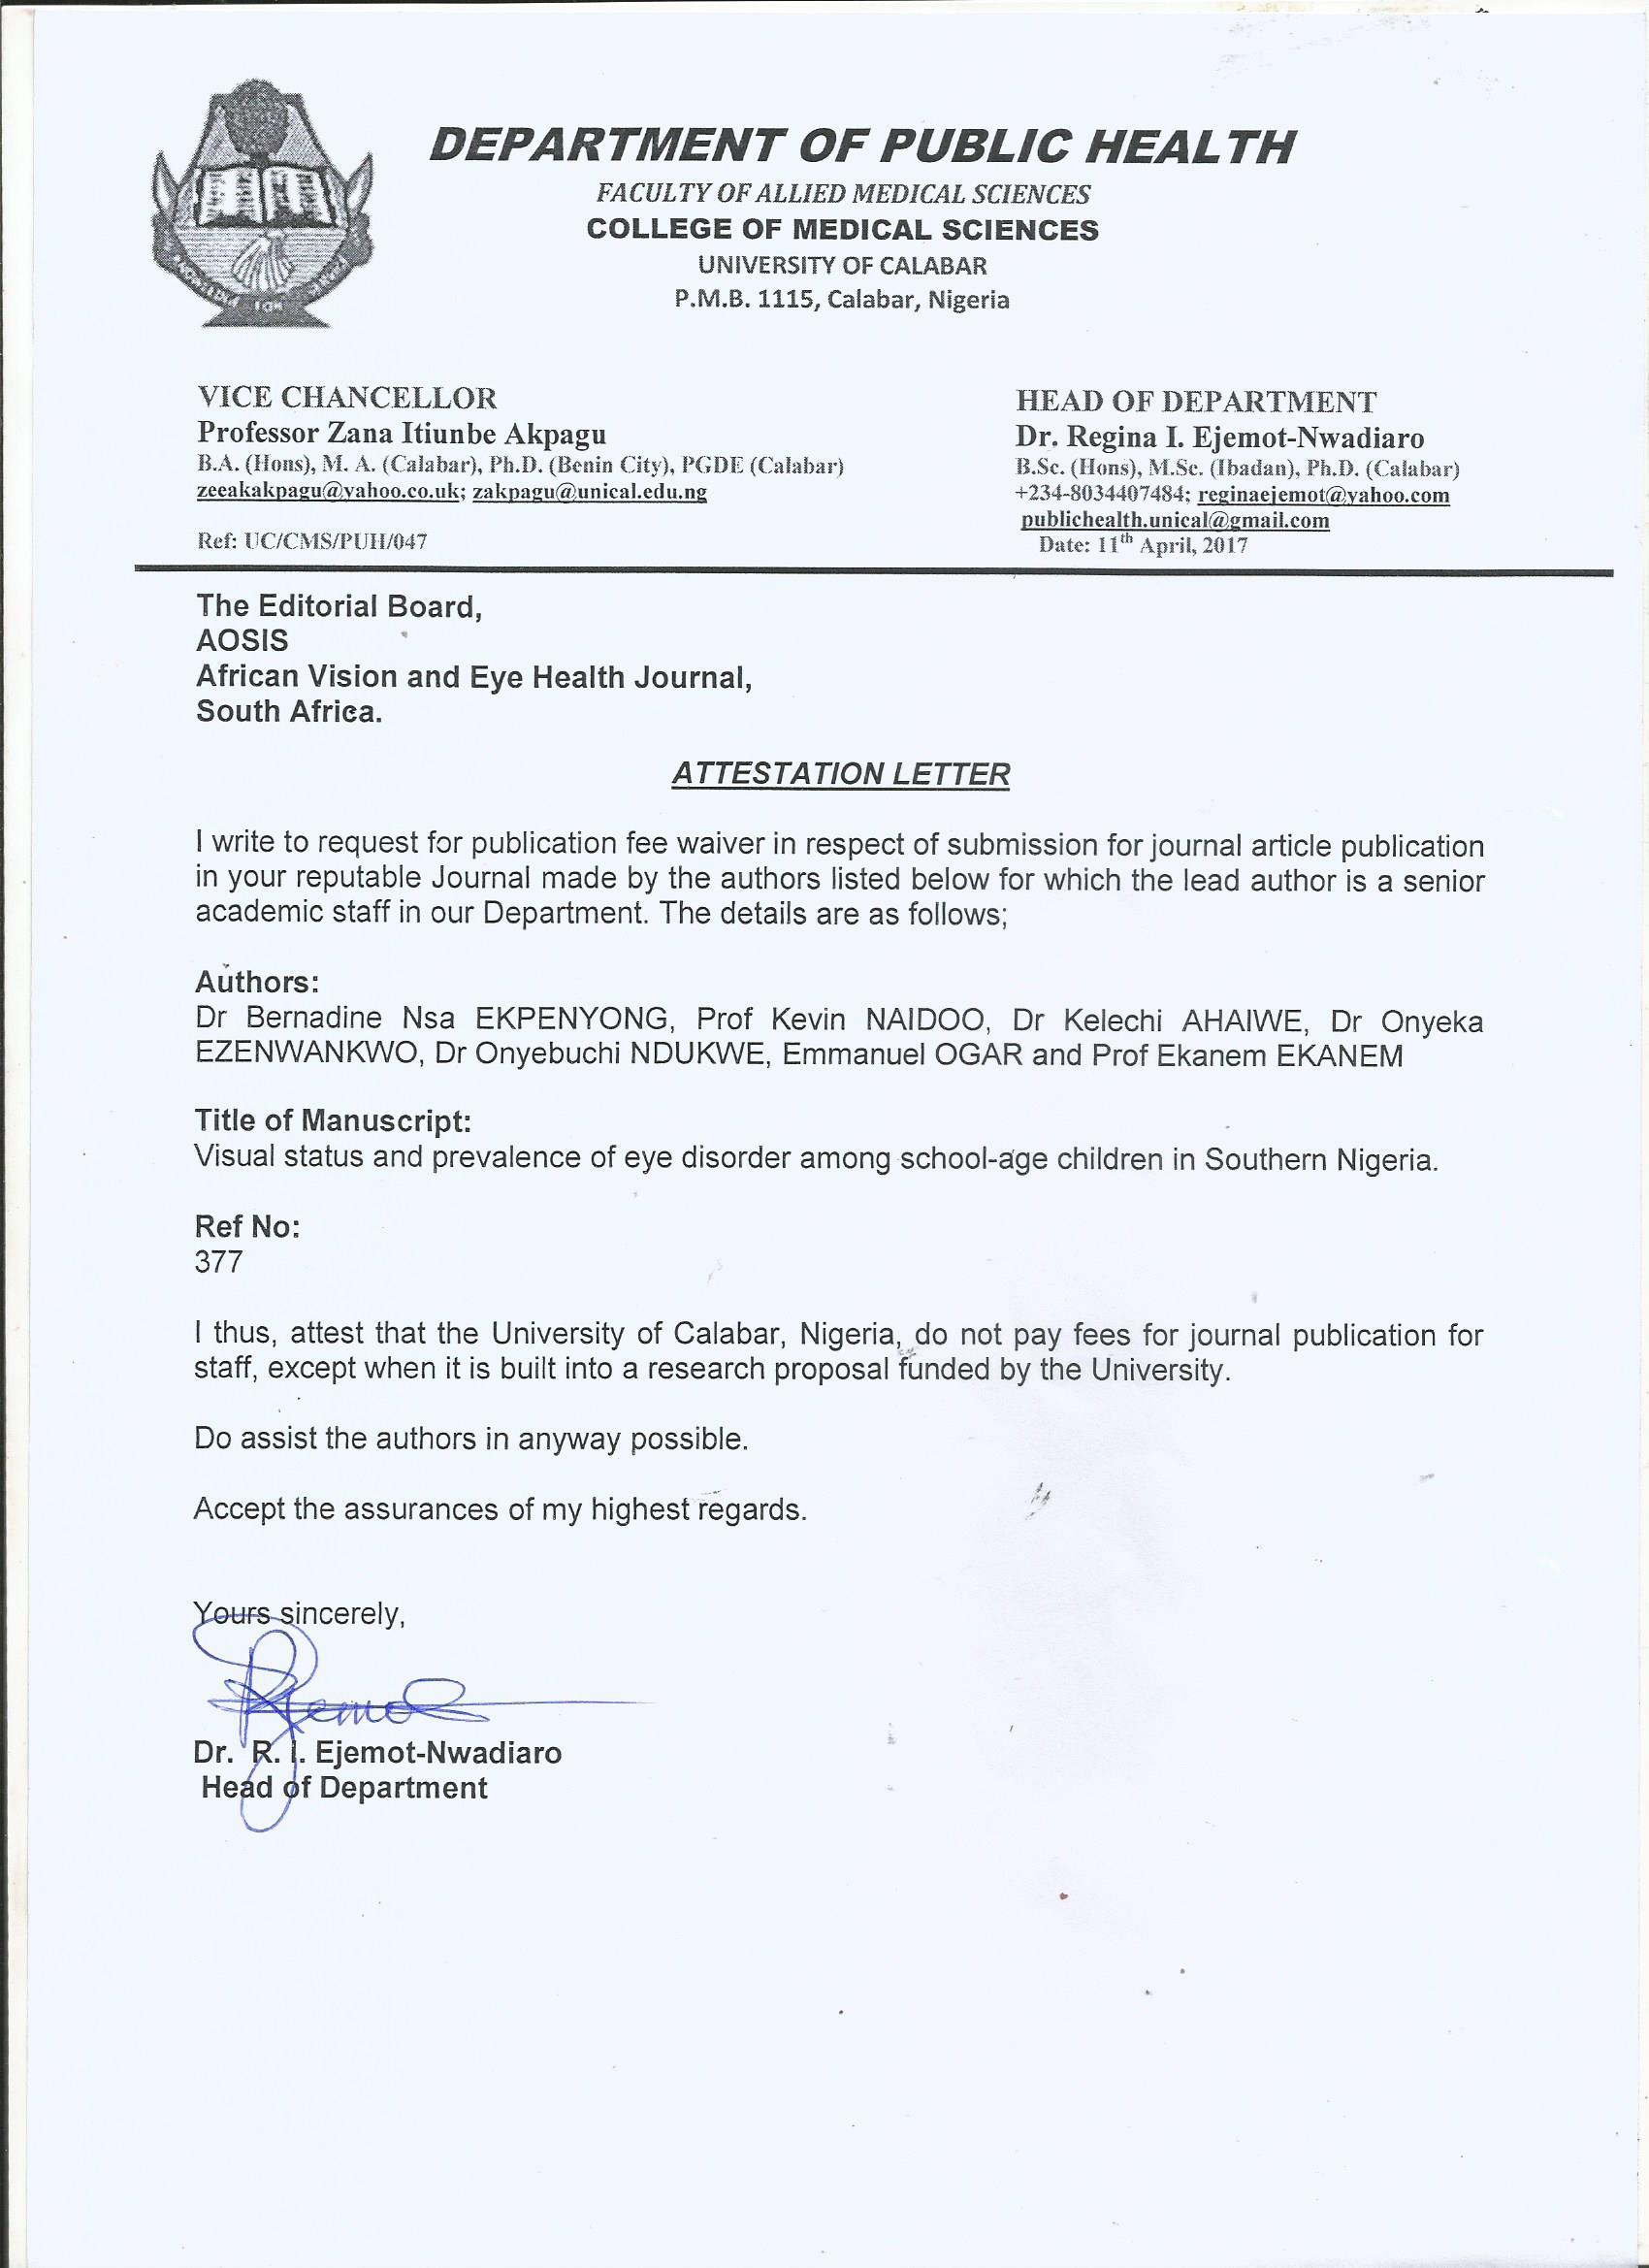 DEPARTMENT OF PUBLIC HEALTH
FACULTY OF ALLIED MEDICAL SCIENCES
COLLEGE OF MEDICAL SCIENCES
UNIVERSITY OF CALABAR
P.M.B. 1115, Calabar, Nigeria
VICE CHANCELLOR
Professor Zana Itiunbe Akpagu
B.A. (Hons), M. A. (Calabar), Ph.D. (Benin City), PGDE (Calabar)
zeeakakpagu@yahoo.co.uk; zakpagu@unical.edu.ng
Ref: UC/CMS/PUH/047
HEAD OF DEPARTMENT
Dr. Regina I. Ejemot-Nwadiaro
B.Sc. (Hons), M.Sc. (Ibadan), Ph.D. (Calabar)
+234-8034407484; reginaejemot@yahoo.com
publichealth.unical@gmail.com
Date: 11th April, 2017
The Editorial Board,
AOSIS
African Vision and Eye Health Journal,
South Africa.
ATTESTATION LETTER
I write to request for publication fee waiver in respect of submission for journal article publication
in your reputable Journal made by the authors listed below for which the lead author is a senior
academic staff in our Department. The details are as follows;
Authors:
Dr Bernadine Nsa EKPENYONG, Prof Kevin NAIDOO, Dr Kelechi AHAIWE, Dr Onyeka
EZENWANKWO, Dr Onyebuchi NDUKWE, Emmanuel OGAR and Prof Ekanem EKANEM
Title of Manuscript:
Visual status and prevalence of eye disorder among school-age children in Southern Nigeria.
Ref No:
377
I thus, attest that the University of Calabar, Nigeria, do not pay fees for journal publication for
staff, except when it is built into a research proposal funded by the University.
Do assist the authors in anyway possible.
Accept the assurances of my highest regards.
Yours sincerely,
Dr. R. I. Ejemot-Nwadiaro
Head of Department